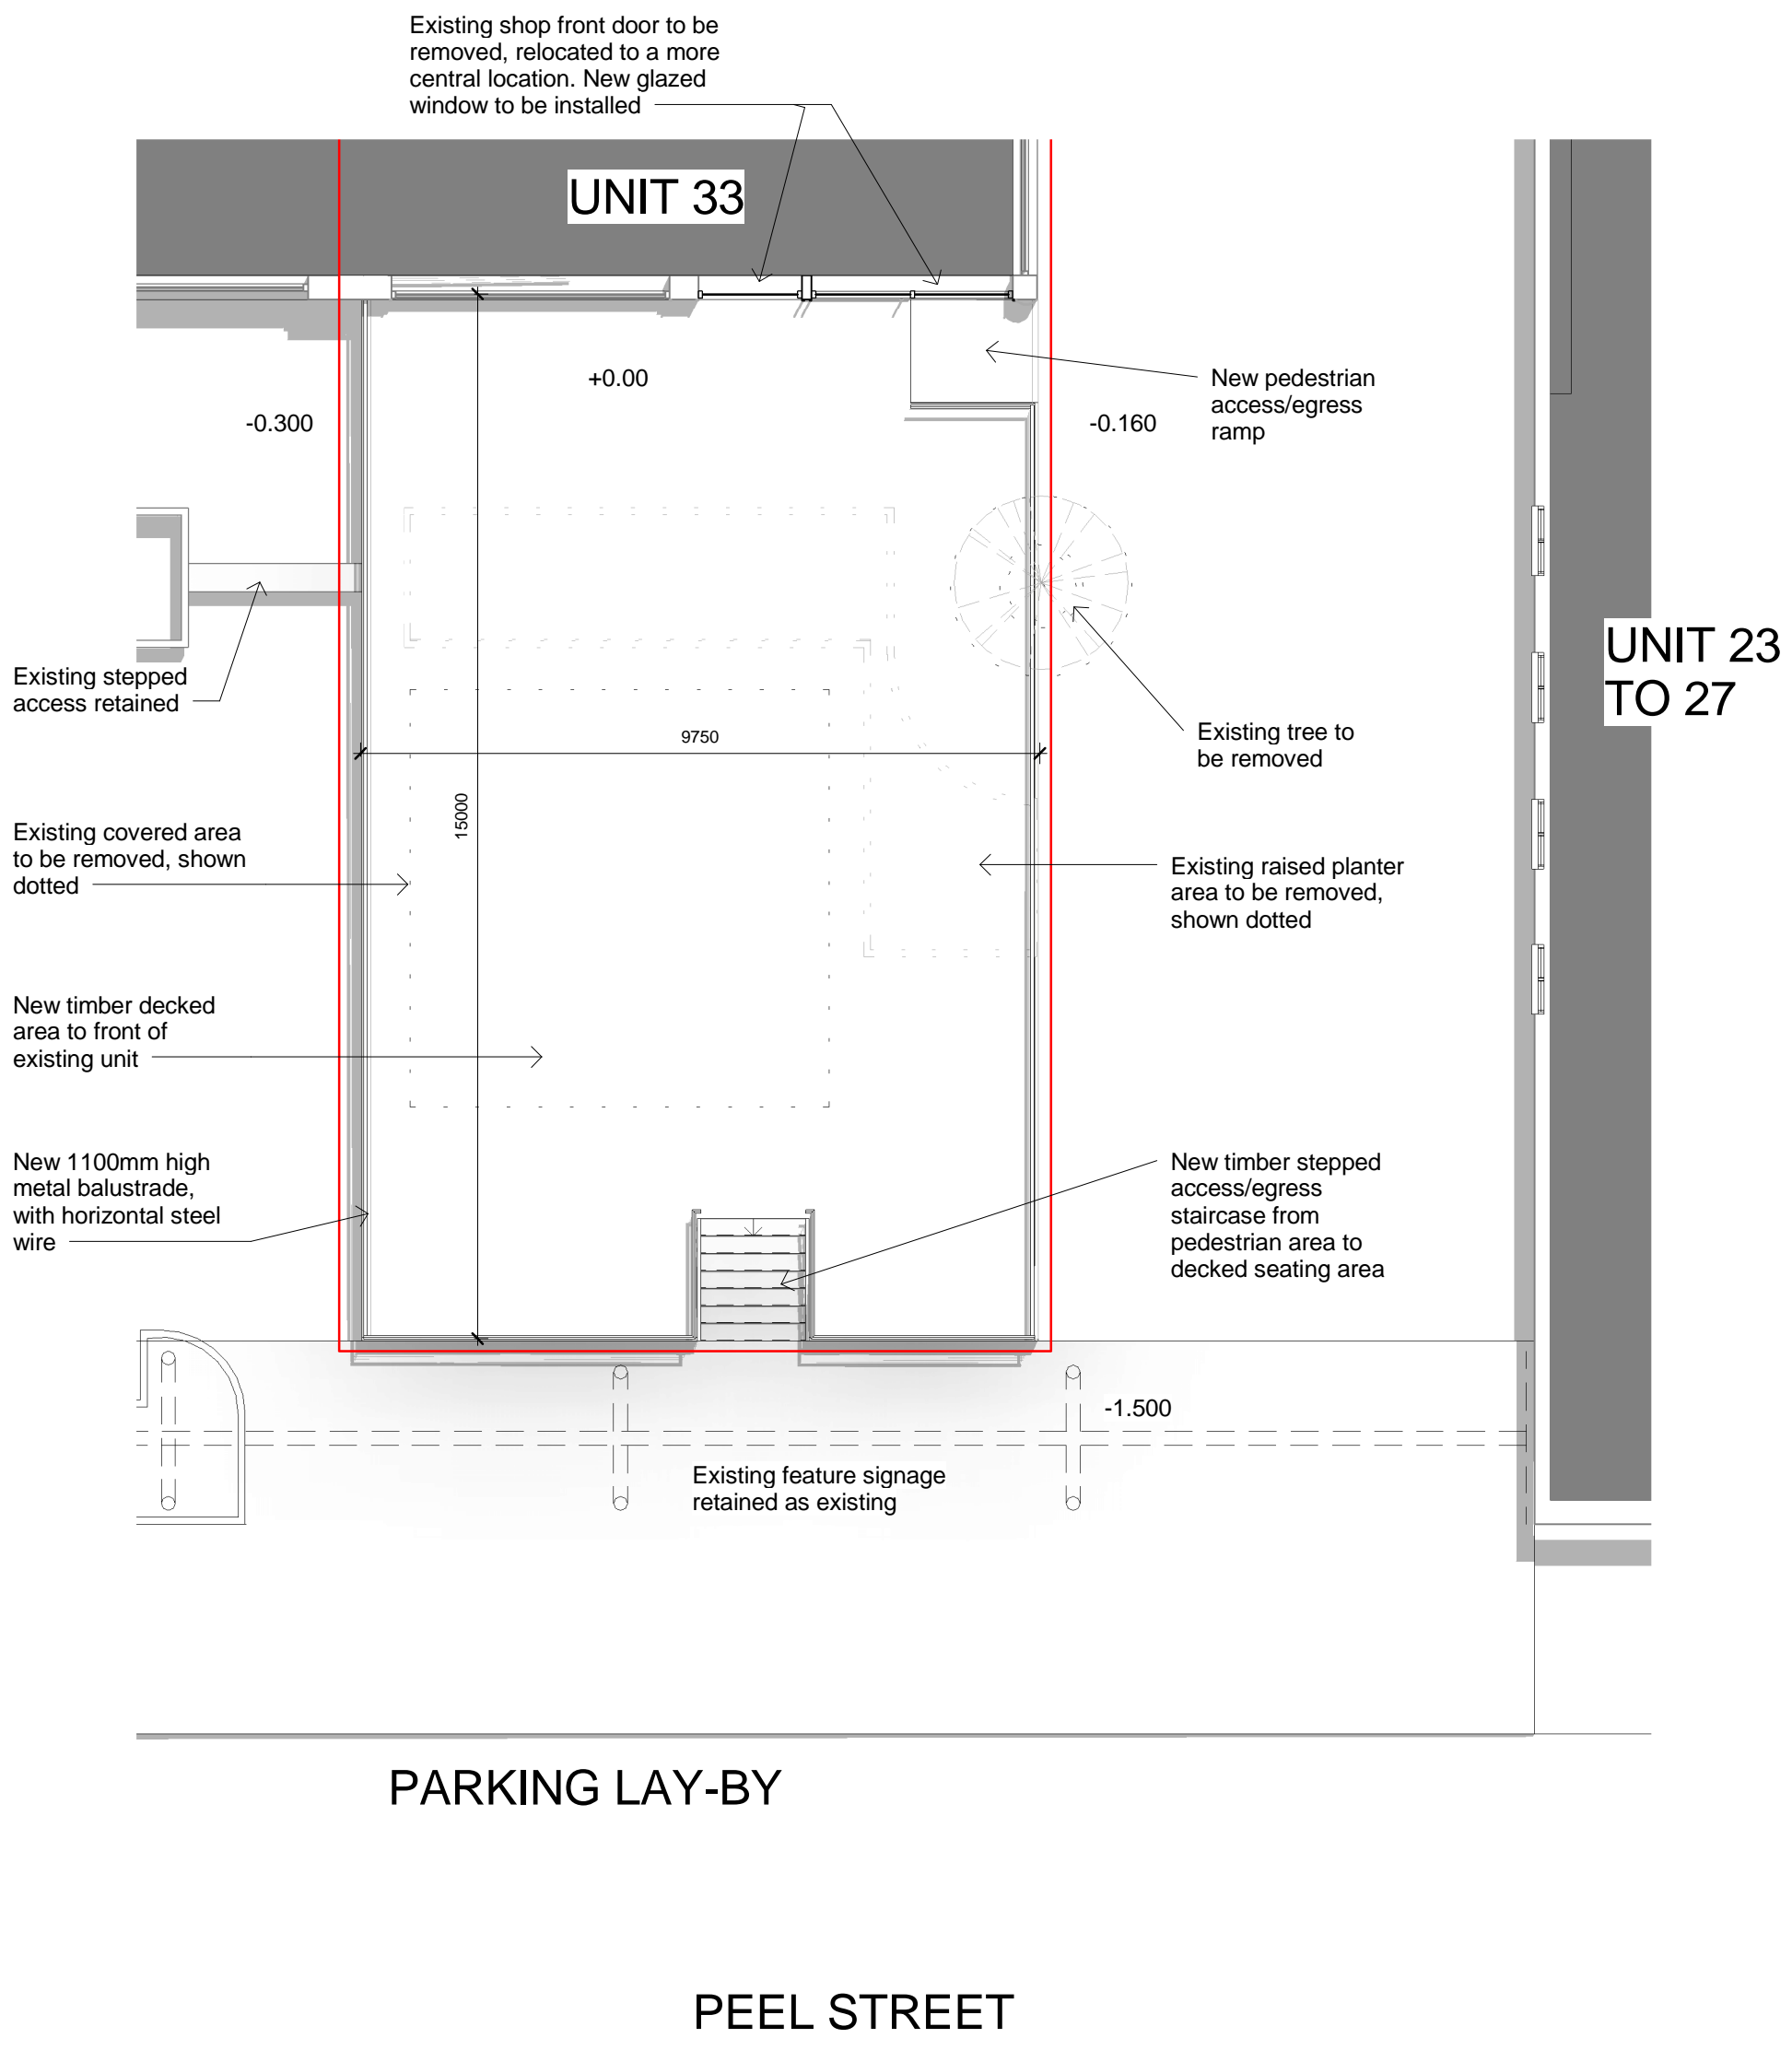 Existing shop front door to be
removed, relocated to a more
central location. New glazed
window to be installed
UNIT 33
+0.00
-0.300
-0.160
New pedestrian
access/egress
ramp
Existing stepped
access retained
UNIT 23
TO 27
9750
15000
Existing tree to
be removed
Existing covered area
to be removed, shown
dotted
Existing raised planter
area to be removed,
shown dotted
New timber decked
area to front of
existing unit
New 1100mm high
metal balustrade,
with horizontal steel
wire
New timber stepped
access/egress
staircase from
pedestrian area to
decked seating area
-1.500
Existing feature signage
retained as existing
PARKING LAY-BY
PEEL STREET